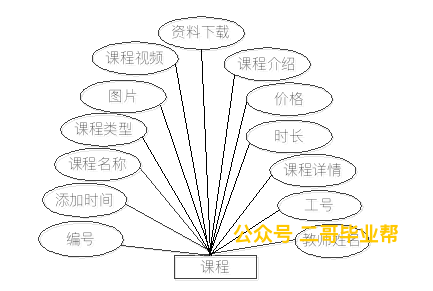 资料下载
课程视频
课程介绍
图片
价格
课程类型
时长
课程名称
课程详情
添加时间
工号
公众号 二哥毕业帮
编号
教师姓名
课程